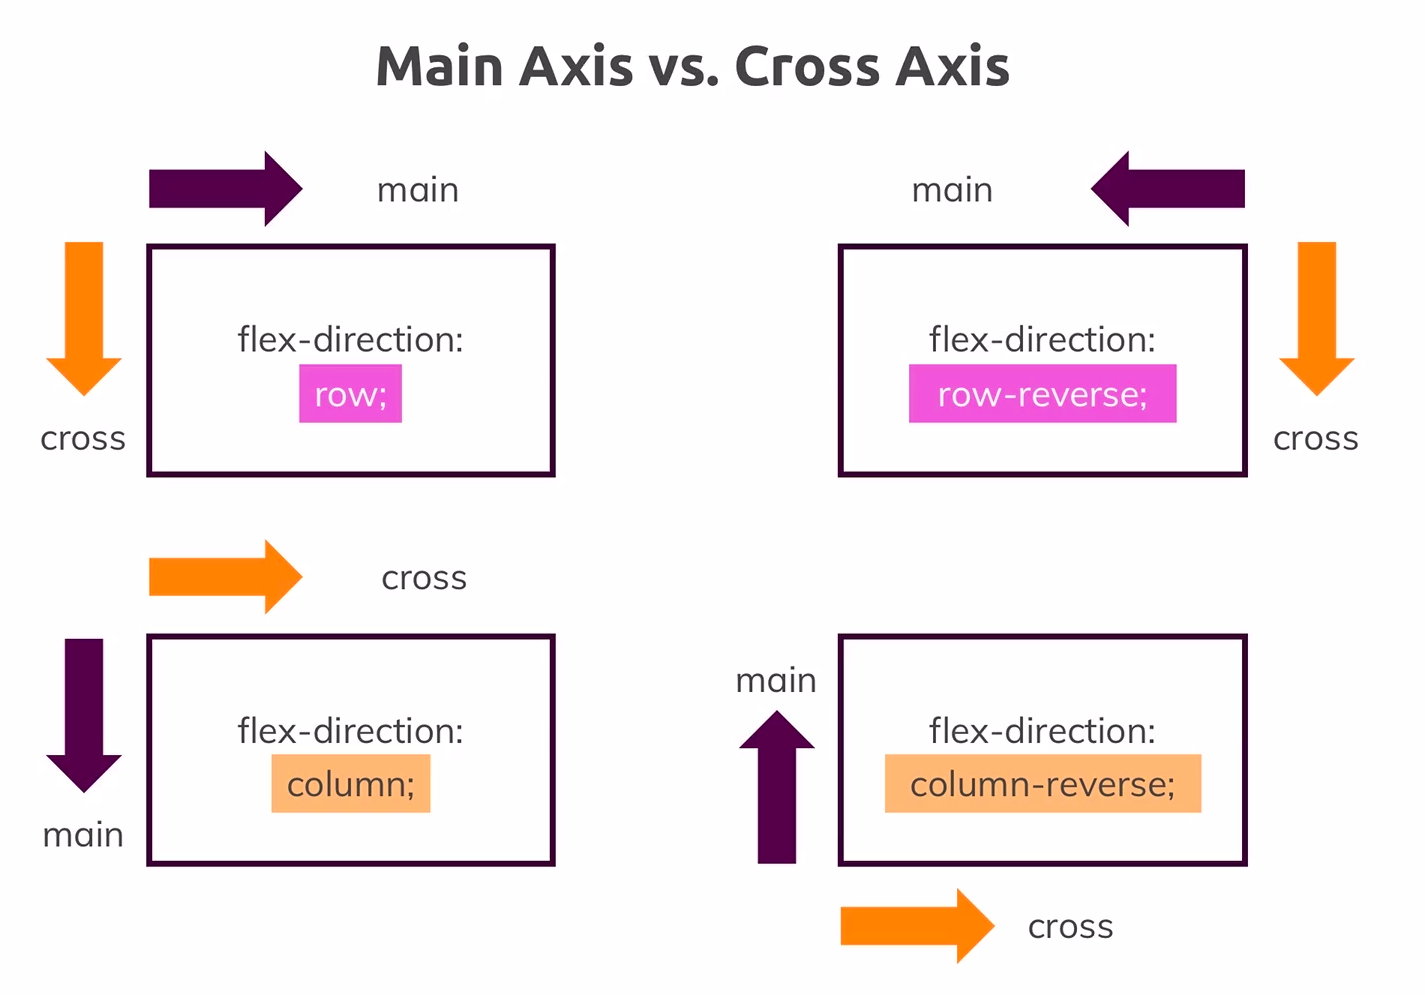 Main Axis vs. Cross Axis
main
flex-direction:
row;
cross
main
flex-direction:
row-reverse;
cross
cross
flex-direction:
column;
main
main
flex-direction:
column-reverse;
cross